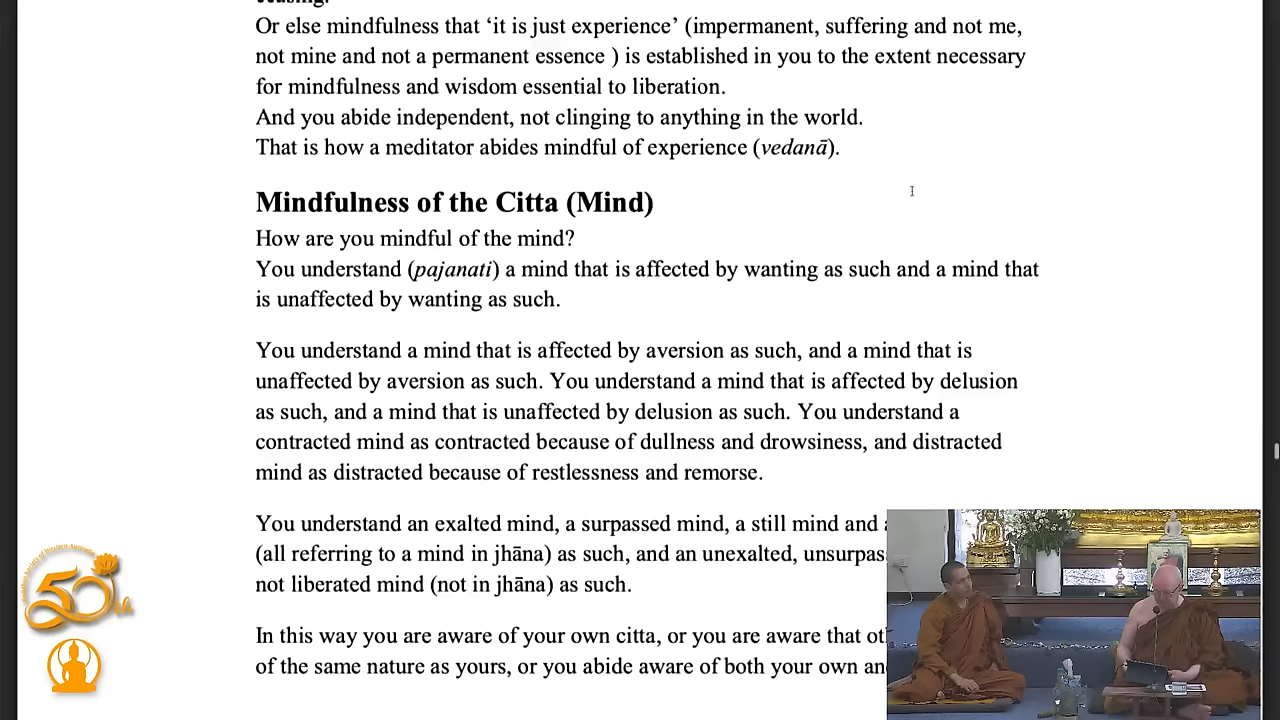 Or else mindfulness that ‘it is just experience’ (impermanent, suffering and not me,
not mine and not a permanent essence ) is established in you to the extent necessary
for mindfulness and wisdom essential to liberation.
And you abide independent, not clinging to anything in the world.
That is how a meditator abides mindful of experience (vedanā).
Mindfulness of the Citta (Mind)
How are you mindful of the mind?
You understand (pajanati) a mind that is affected by wanting as such and a mind that
is unaffected by wanting as such.
You understand a mind that is affected by aversion as such, and a mind that is
unaffected by aversion as such. You understand a mind that is affected by delusion
as such, and a mind that is unaffected by delusion as such. You understand a
contracted mind as contracted because of dullness and drowsiness, and distracted
mind as distracted because of restlessness and remorse.
You understand an exalted mind, a surpassed mind, a still mind and
(all referring to a mind in jhāna) as such, and an unexalted, unsurpas
not liberated mind (not in jhāna) as such.
In this way you are aware of your own citta, or you are aware that
of the same nature as yours, or you abide aware of both your own
50